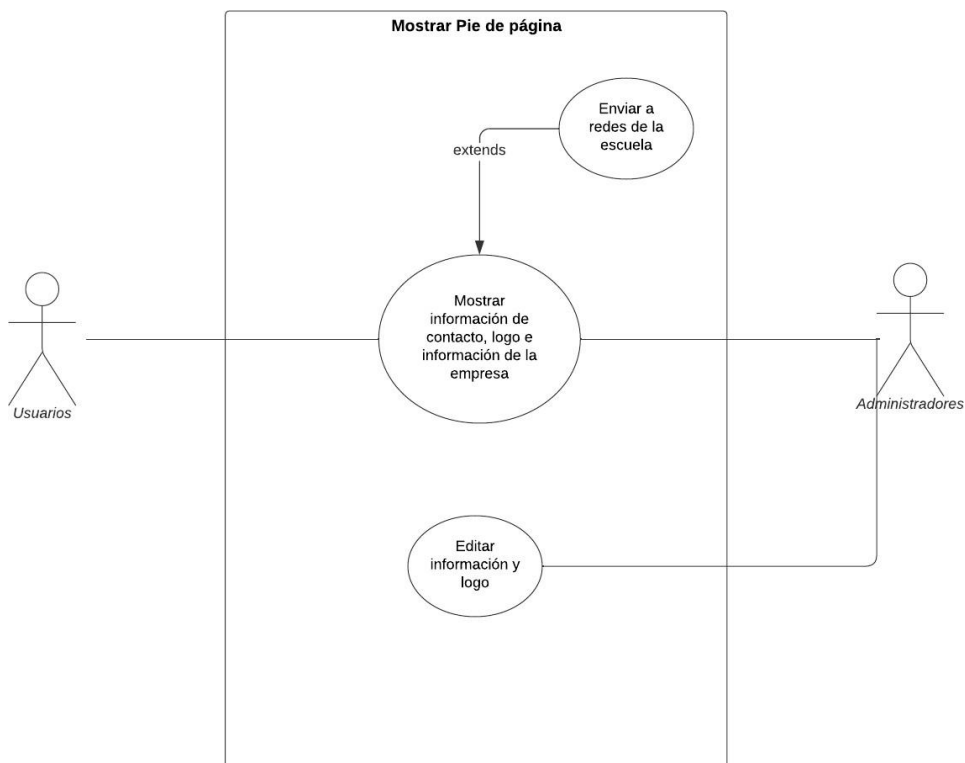 Mostrar Pie de página
Enviar a
redes de la
escuela
extends
Mostrar
información de
contacto, logo e
información de la
empresa
Usuarios
Administradores
Editar
información y
logo